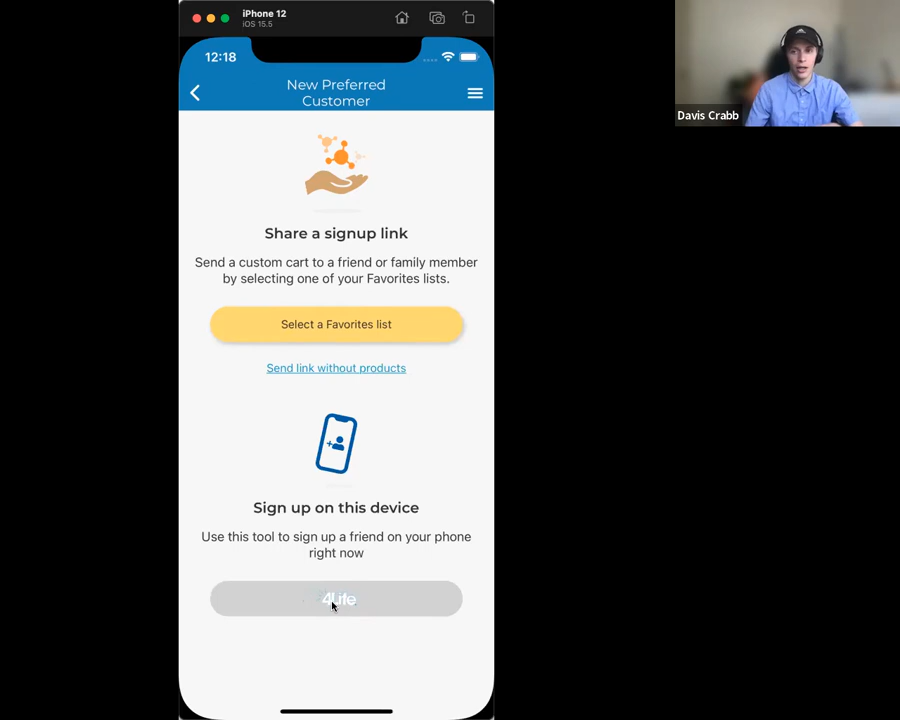 iPhone 12
iOS 15.5
12:18
New Preferred
Customer
Share a signup link
Send a custom cart to a friend or family member
by selecting one of your Favorites lists.
Select a Favorites list
Send link without products
Sign up on this device
Use this tool to sign up a friend on your phone
right now
4Life
Davis Crabb